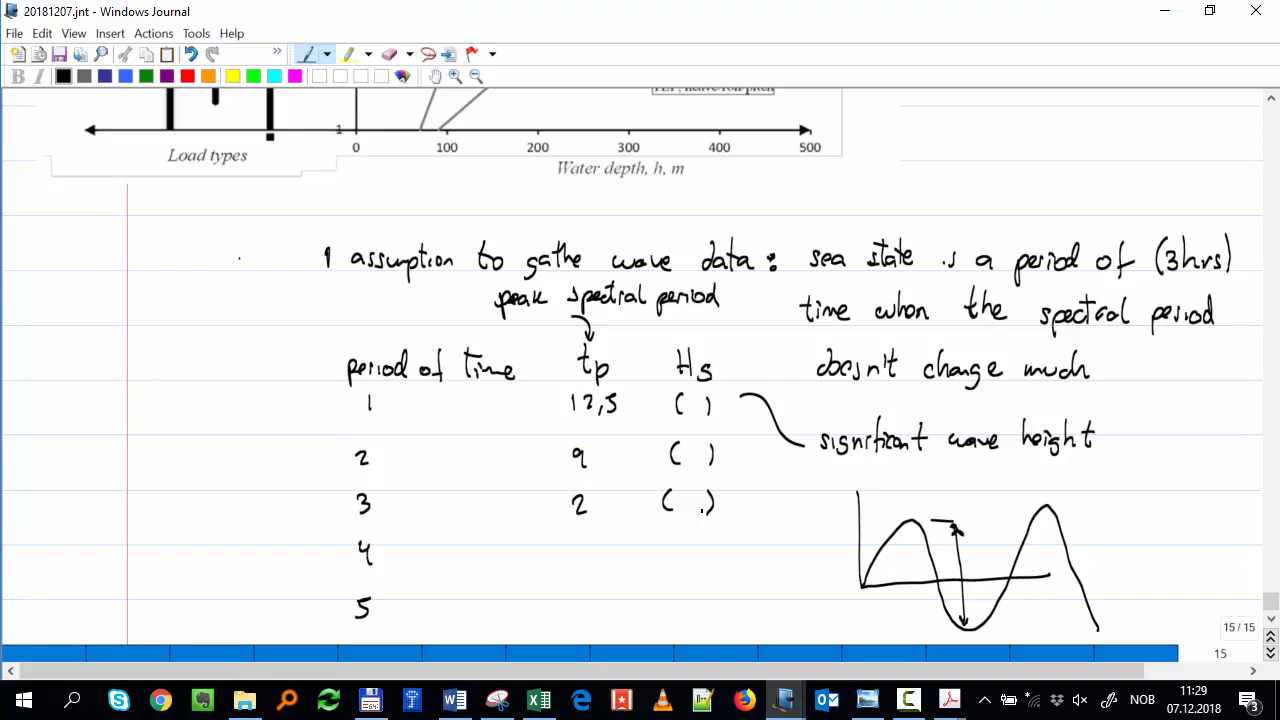 20181207.jnt - Windows Journal
File Edit View Insert Actions Tools Help
B I
1
0 100 200 300 400 500
Load types
Water depth, h, m
1 assumption to gathe wave data: sea state is a period of (3hrs)
peak spectral period
time when the spectral period
period of time tp Hs
doesn't change much
1 12,5 ( )
significant wave height
2 9 ( )
3 2 ( )
4
5
15 / 15
15
NOB
11:29
07.12.2018
3